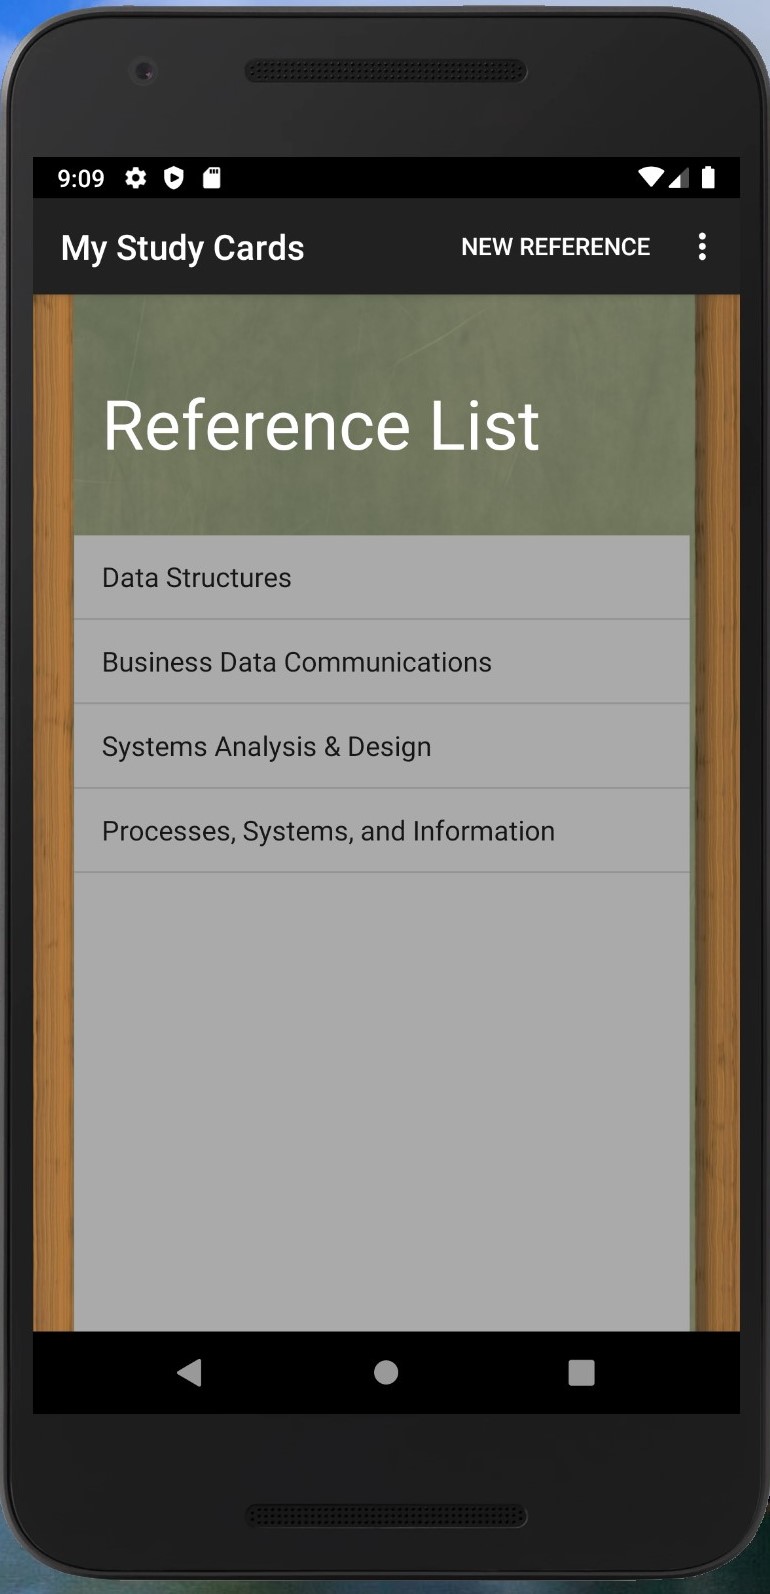 9:09
My Study Cards NEW REFERENCE
Reference List
Data Structures
Business Data Communications
Systems Analysis & Design
Processes, Systems, and Information